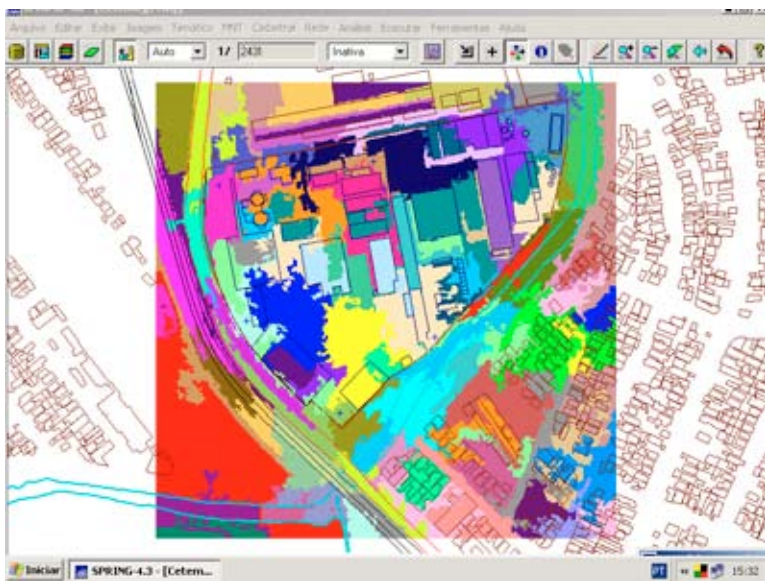 Arquivo Editar Exibir Imagem Temático MNT Cadastral Rede Análise Executar Ferramentas Ajuda
Auto 1/ 2431 Inativa
Iniciar SPRING-4.3 - [Cetem... PT 15:32